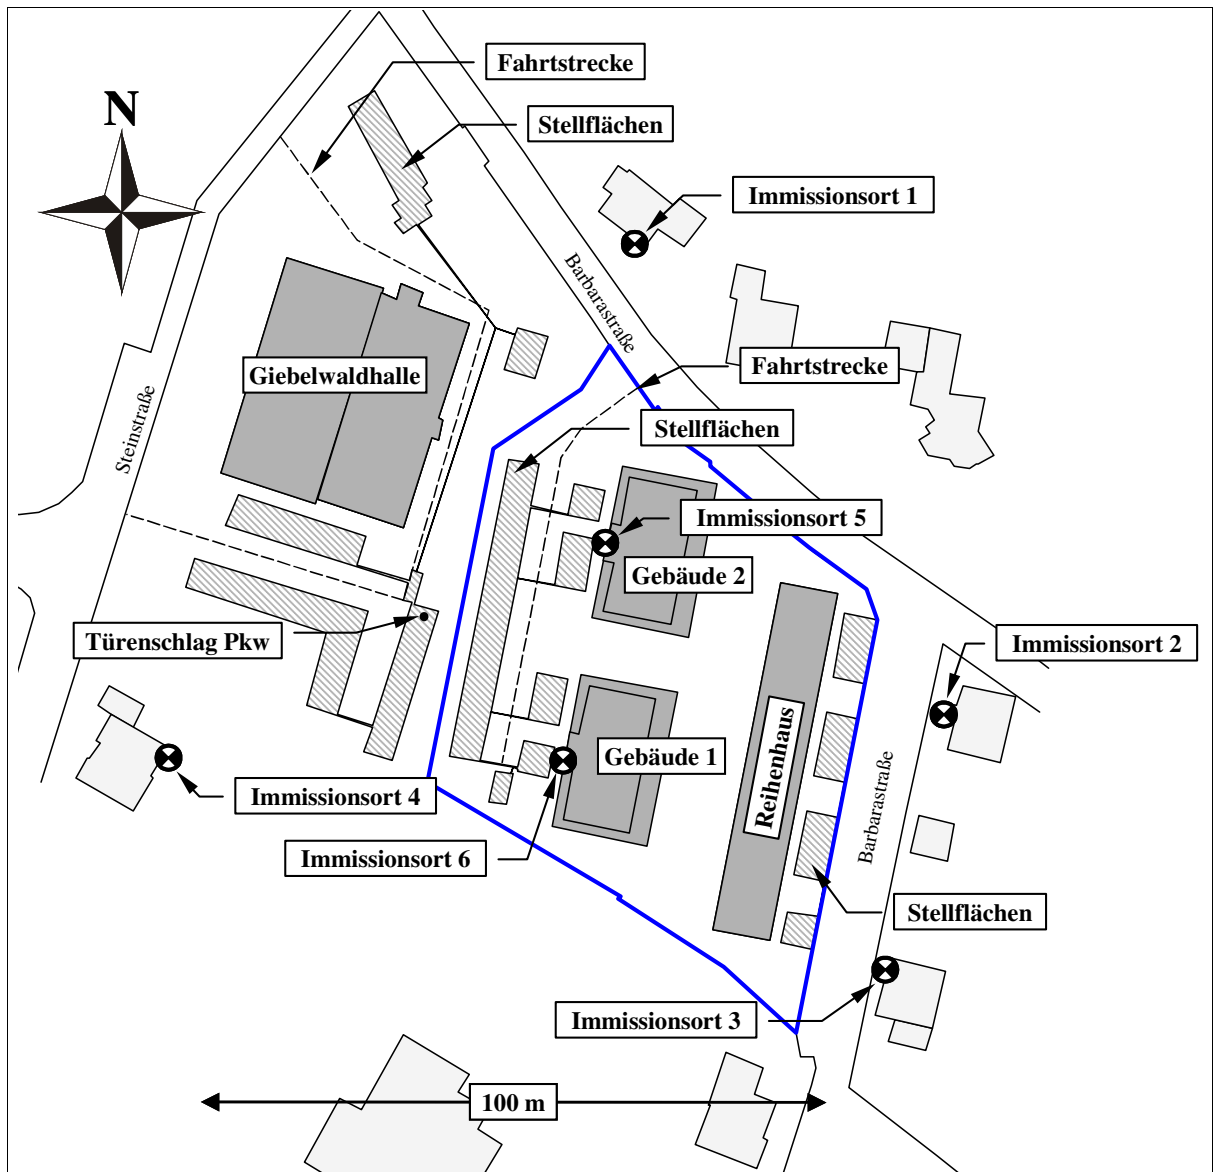 Fahrtstrecke
N
Stellflächen
Immissionsort 1
Barbarastraße
Giebelwaldhalle
Fahrtstrecke
Steinstraße
Stellflächen
Immissionsort 5
Gebäude 2
Türenschlag Pkw
Immissionsort 2
Reihenhaus
Gebäude 1
Immissionsort 4
Barbarastraße
Immissionsort 6
Stellflächen
Immissionsort 3
100 m